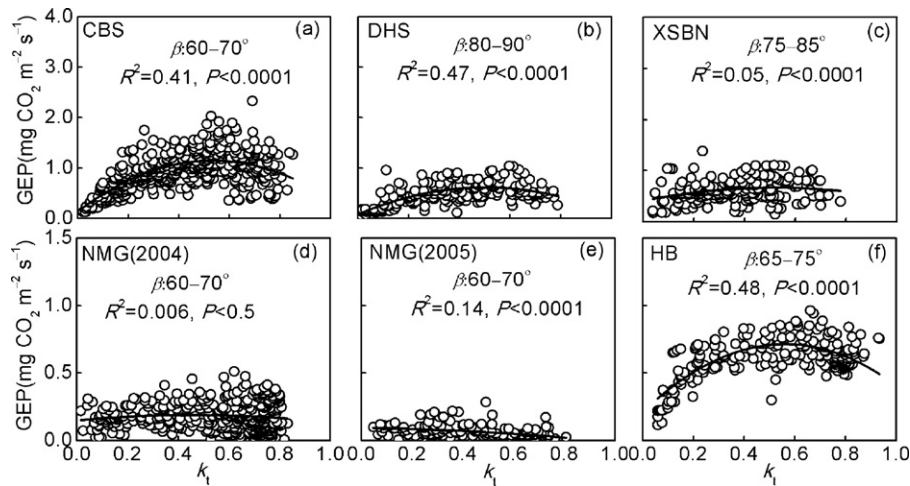 CBS (a)
β:60–70°
R²=0.41, P<0.0001
DHS (b)
β:80–90°
R²=0.47, P<0.0001
XSBN (c)
β:75–85°
R²=0.05, P<0.0001
GEP(mg CO₂ m⁻² s⁻¹)
4.0
3.0
2.0
1.0
0.0
NMG(2004) (d)
β:60–70°
R²=0.006, P<0.5
NMG(2005) (e)
β:60–70°
R²=0.14, P<0.0001
HB (f)
β:65–75°
R²=0.48, P<0.0001
GEP(mg CO₂ m⁻² s⁻¹)
1.5
1.0
0.5
0.0
0.0 0.2 0.4 0.6 0.8 1.0
0.0 0.2 0.4 0.6 0.8 1.0
0.0 0.2 0.4 0.6 0.8 1.0
kₜ
kₜ
kₜ